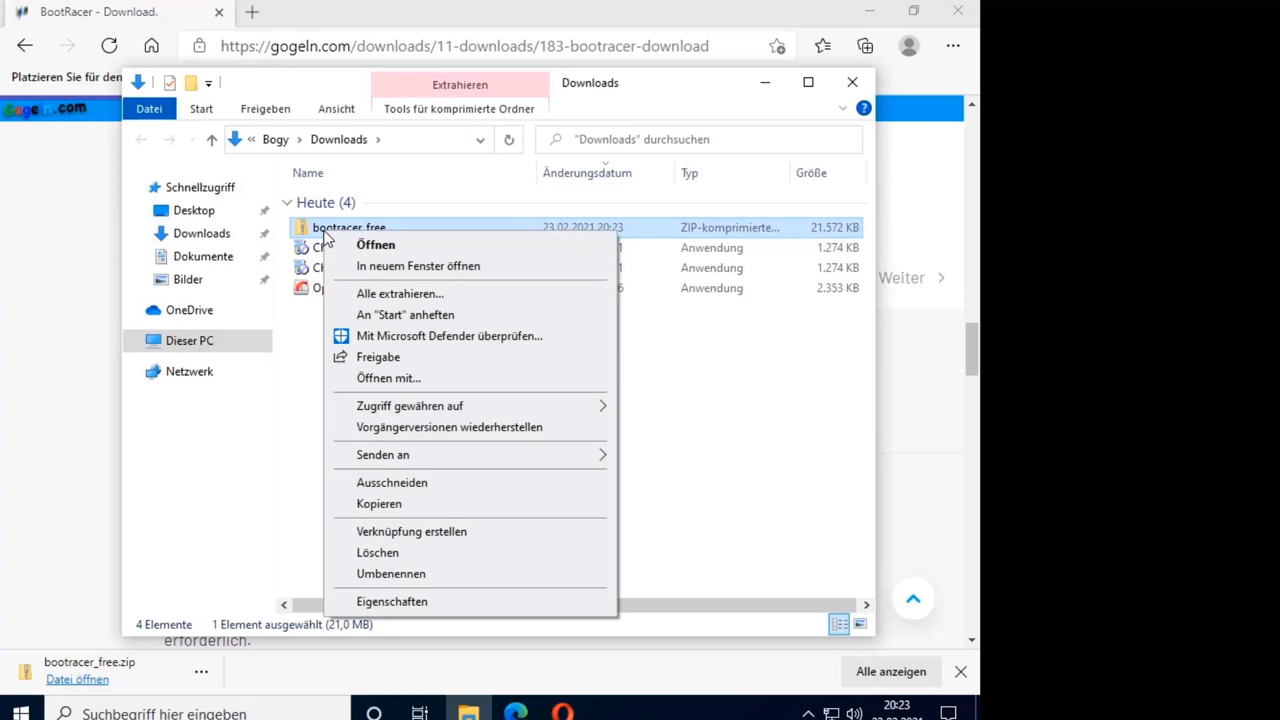 BootRacer - Download.
https://gogeln.com/downloads/11-downloads/183-bootracer-download
Platzieren Sie für den
Extrahieren
Downloads
Datei
Start
Freigeben
Ansicht
Tools für komprimierte Ordner
Gogeln.com
« Bogy > Downloads >
"Downloads" durchsuchen
Name
Änderungsdatum
Typ
Größe
Schnellzugriff
Desktop
Downloads
Dokumente
Bilder
OneDrive
Dieser PC
Netzwerk
Heute (4)
bootracer_free
23.02.2021 20:23
ZIP-komprimierte...
21.572 KB
Anwendung
1.274 KB
Anwendung
1.274 KB
Anwendung
2.353 KB
Öffnen
In neuem Fenster öffnen
Alle extrahieren...
An "Start" anheften
Mit Microsoft Defender überprüfen...
Freigabe
Öffnen mit...
Zugriff gewähren auf
Vorgängerversionen wiederherstellen
Senden an
Ausschneiden
Kopieren
Verknüpfung erstellen
Löschen
Umbenennen
Eigenschaften
Weiter
4 Elemente
1 Element ausgewählt (21,0 MB)
erforderlich.
bootracer_free.zip
Datei öffnen
Alle anzeigen
Suchbegriff hier eingeben
20:23